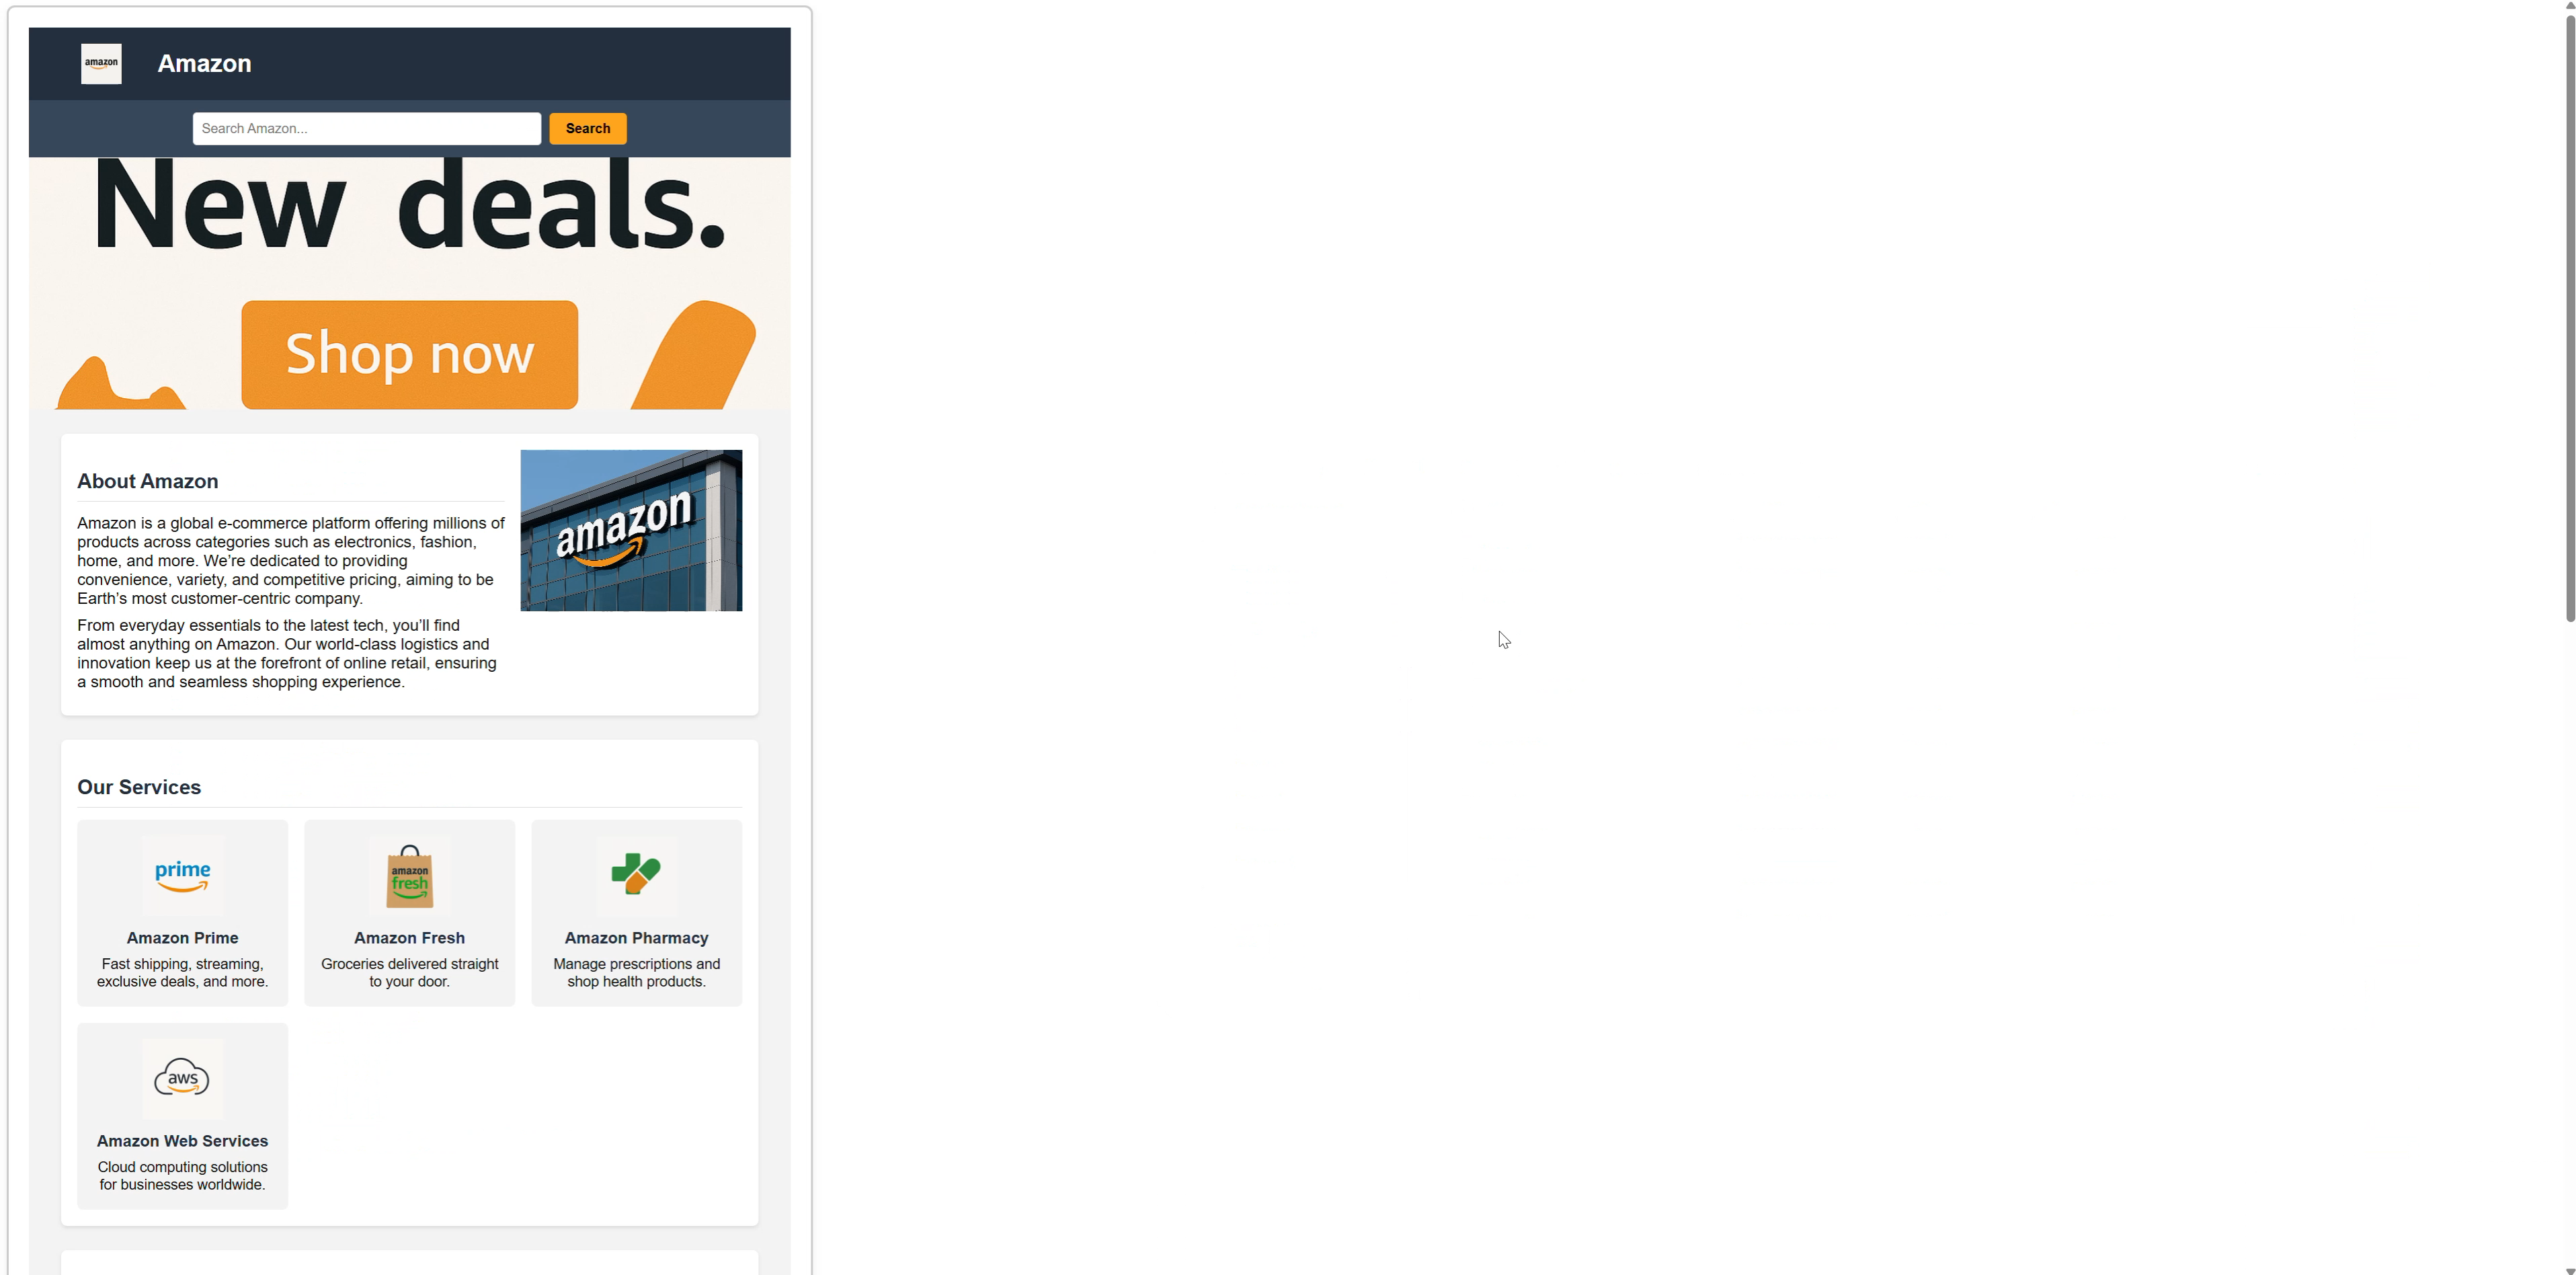 amazon
Amazon
Search Amazon...
Search
New deals.
Shop now
About Amazon
Amazon is a global e-commerce platform offering millions of
products across categories such as electronics, fashion,
home, and more. We’re dedicated to providing
convenience, variety, and competitive pricing, aiming to be
Earth’s most customer-centric company.
From everyday essentials to the latest tech, you’ll find
almost anything on Amazon. Our world-class logistics and
innovation keep us at the forefront of online retail, ensuring
a smooth and seamless shopping experience.
amazon
Our Services
prime
Amazon Prime
Fast shipping, streaming,
exclusive deals, and more.
amazon
fresh
Amazon Fresh
Groceries delivered straight
to your door.
Amazon Pharmacy
Manage prescriptions and
shop health products.
aws
Amazon Web Services
Cloud computing solutions
for businesses worldwide.